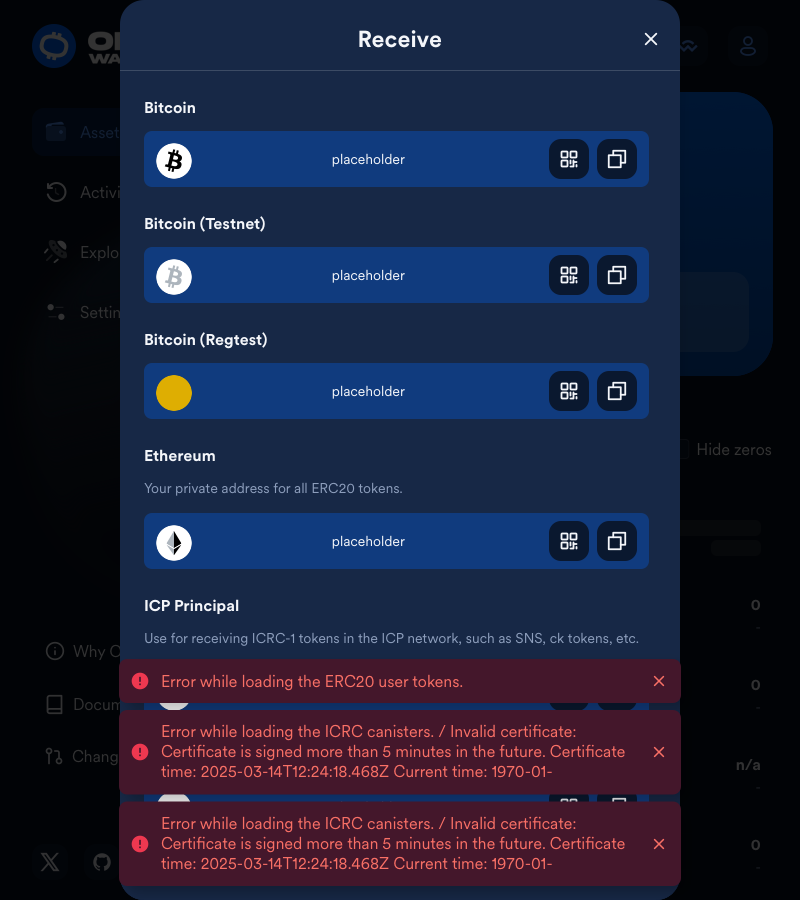 Receive
Asset
Activi
Explo
Settin
Bitcoin
placeholder
Bitcoin (Testnet)
placeholder
Bitcoin (Regtest)
placeholder
Hide zeros
Ethereum
Your private address for all ERC20 tokens.
placeholder
ICP Principal
0
Use for receiving ICRC-1 tokens in the ICP network, such as SNS, ck tokens, etc.
Why C
Error while loading the ERC20 user tokens.
0
Docum
Error while loading the ICRC canisters. / Invalid certificate:
Certificate is signed more than 5 minutes in the future. Certificate
time: 2025-03-14T12:24:18.468Z Current time: 1970-01-
Chang
n/a
Error while loading the ICRC canisters. / Invalid certificate:
Certificate is signed more than 5 minutes in the future. Certificate
time: 2025-03-14T12:24:18.468Z Current time: 1970-01-
0